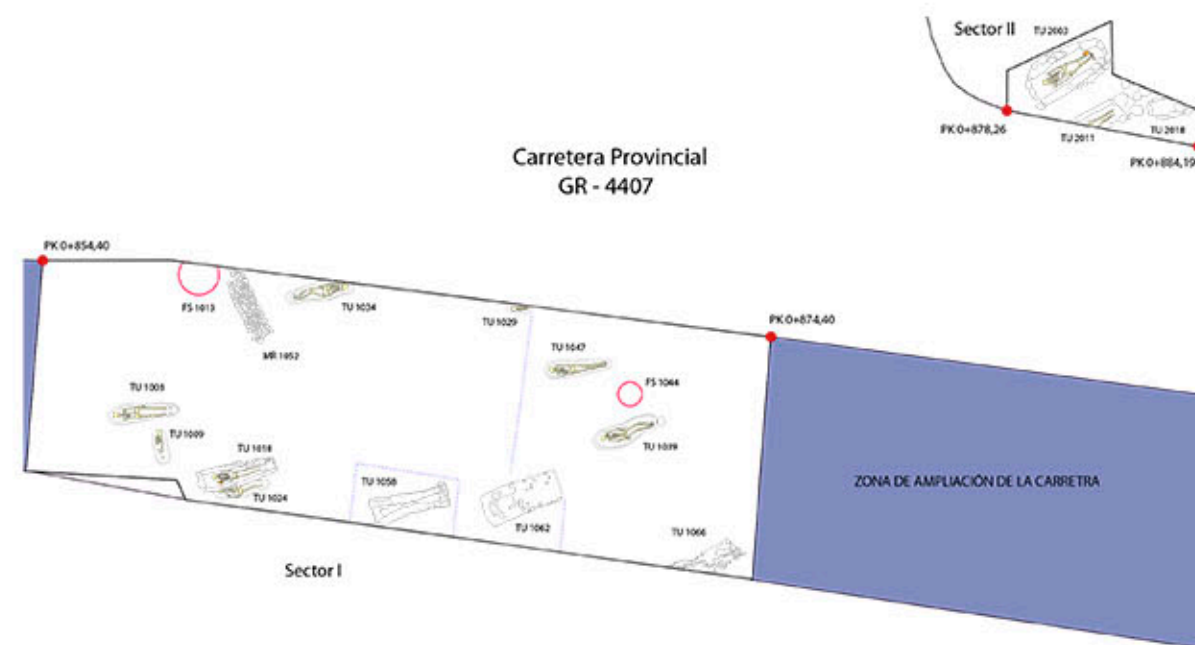 Sector II
TU 2003
PK 0+878,26
TU 2011
TU 2018
PK 0+884,19
Carretera Provincial
GR - 4407
PK 0+854,40
FS 1013
MR 1052
TU 1034
TU 1029
PK 0+874,40
TU 1047
FS 1044
TU 1039
TU 1003
TU 1009
TU 1018
TU 1024
TU 1058
TU 1062
TU 1066
ZONA DE AMPLIACIÓN DE LA CARRETRA
Sector I